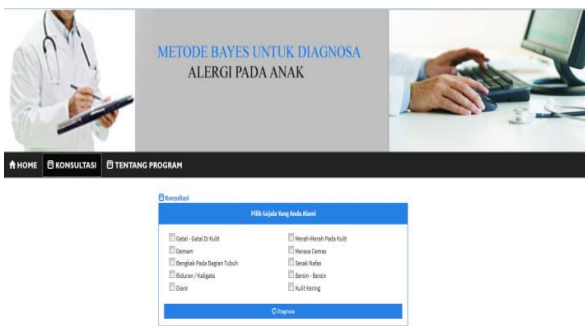 METODE BAYES UNTUK DIAGNOSA
ALERGI PADA ANAK
HOME KONSULTASI TENTANG PROGRAM
Konsultasi
Pilih Gejala Yang Anda Alami
Gatal - Gatal Di Kulit
Demam
Bengkak Pada Bagian Tubuh
Biduran / Kaligata
Diare
Merah-Merah Pada Kulit
Merasa Cemas
Sesak Nafas
Bersin - Bersin
Kulit Kering
Diagnosa